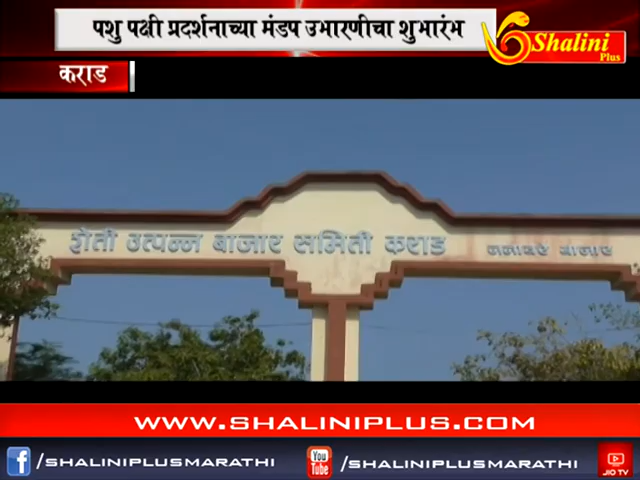 पशु पक्षी प्रदर्शनाच्या मंडप उभारणीचा शुभारंभ
Shalini
Plus
कराड
शेती उत्पन्न बाजार समिती कराड जनावरे बाजार
WWW.SHALINIPLUS.COM
f /SHALINIPLUSMARATHI
You Tube /SHALINIPLUSMARATHI
JIO TV